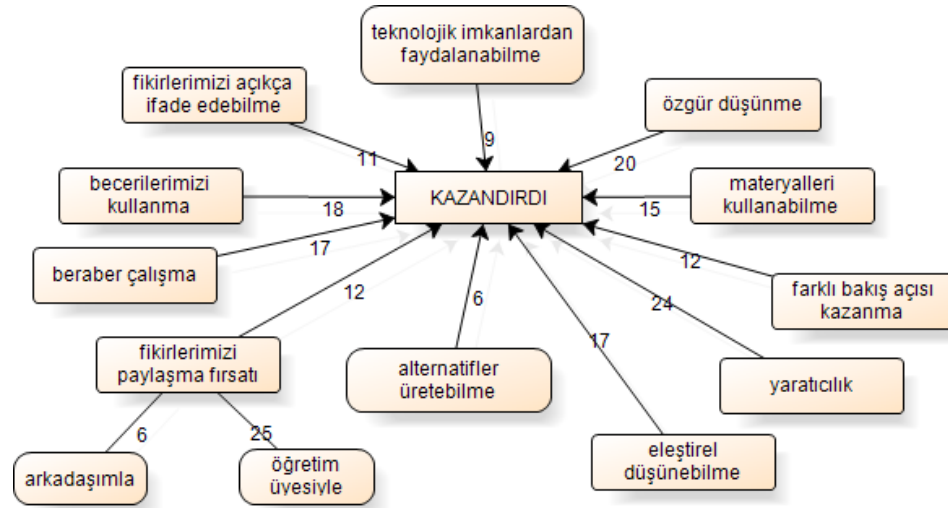 teknolojik imkanlardan
faydalanabilme
fikirlerimizi açıkça
ifade edebilme
özgür düşünme
9
11
20
becerilerimizi
kullanma
KAZANDIRDI
materyalleri
kullanabilme
18
15
beraber çalışma
17
12
farklı bakış açısı
kazanma
12
6
24
17
fikirlerimizi
paylaşma fırsatı
alternatifler
üretebilme
yaratıcılık
6
25
eleştirel
düşünebilme
arkadaşımla
öğretim
üyesiyle